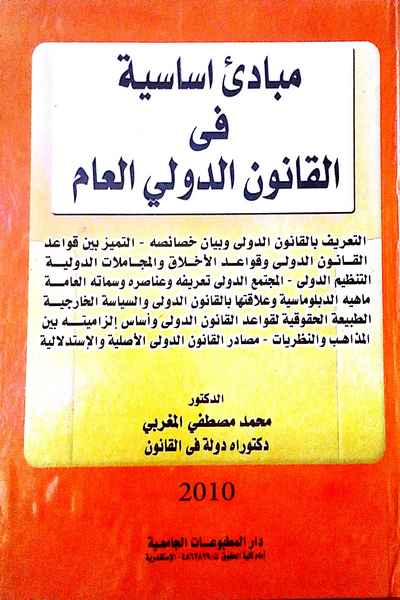 مبادئ اساسية
فى
القانون الدولي العام
التعريف بالقانون الدولى وبيان خصائصه - التميز بين قواعد
القانون الدولى وقواعد الأخلاق والمجاملات الدولية
التنظيم الدولى - المجتمع الدولى تعريفه وعناصره وسماته العامة
ماهيه الدبلوماسية وعلاقتها بالقانون الدولى والسياسة الخارجية
الطبيعة الحقوقية لقواعد القانون الدولى وأساس إلزاميته بين
المذاهب والنظريات - مصادر القانون الدولى الأصلية والإستدلالية
الدكتور
محمد مصطفي المغربي
دكتوراه دولة فى القانون
2010
دار المطبوعات الجامعية
أمام كلية الحقوق ت: - الإسكندرية